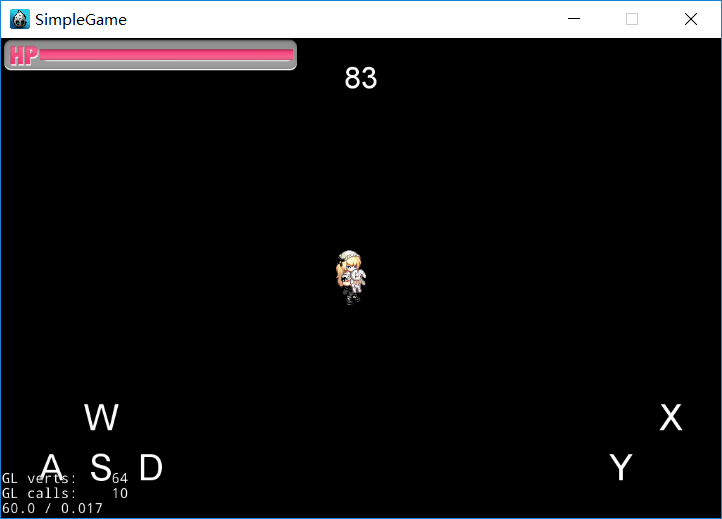 SimpleGame
HP
83
W
X
A S D
Y
GL verts: 64
GL calls: 10
60.0 / 0.017